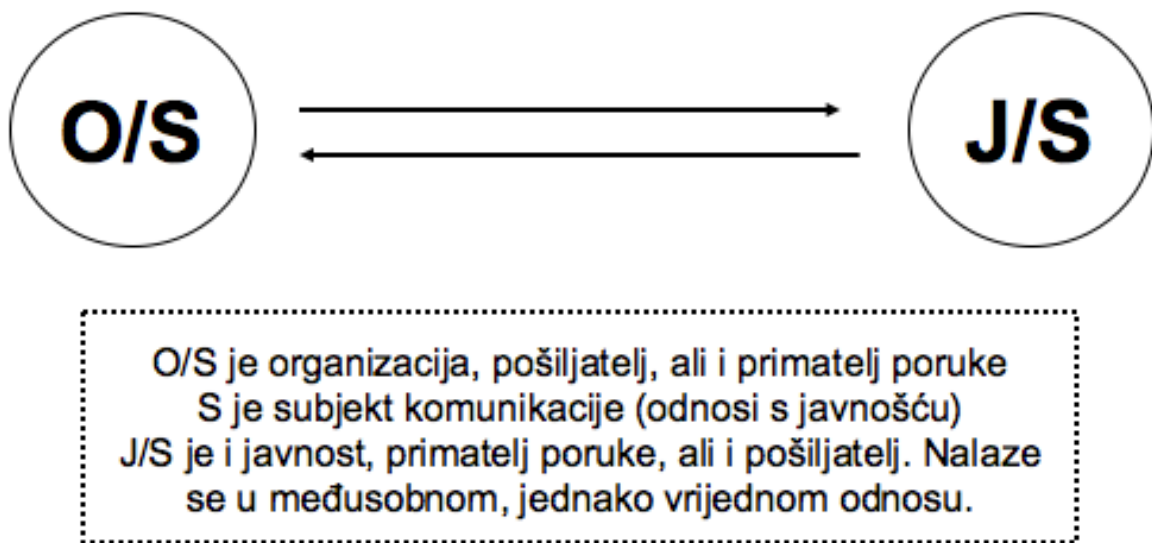 O/S
J/S
O/S je organizacija, pošiljatelj, ali i primatelj poruke
S je subjekt komunikacije (odnosi s javnošću)
J/S je i javnost, primatelj poruke, ali i pošiljatelj. Nalaze
se u međusobnom, jednako vrijednom odnosu.